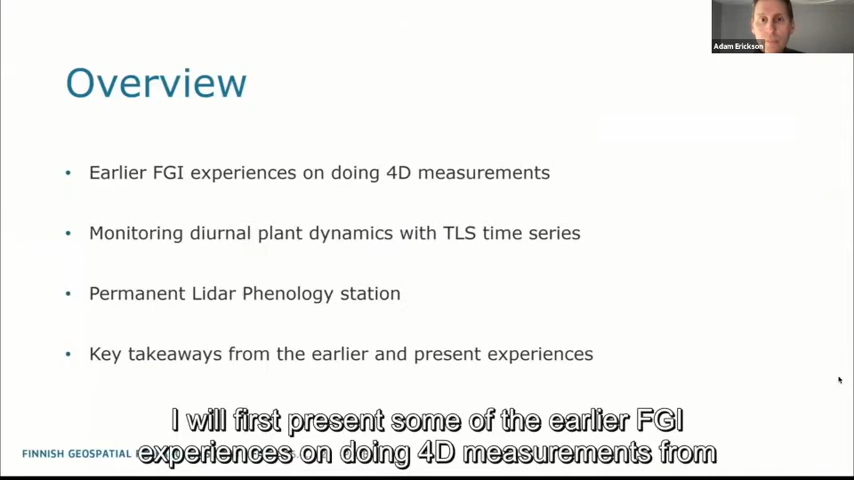 Adam Erickson
Overview
• Earlier FGI experiences on doing 4D measurements
• Monitoring diurnal plant dynamics with TLS time series
• Permanent Lidar Phenology station
• Key takeaways from the earlier and present experiences
I will first present some of the earlier FGI
experiences on doing 4D measurements from
FINNISH GEOSPATIAL